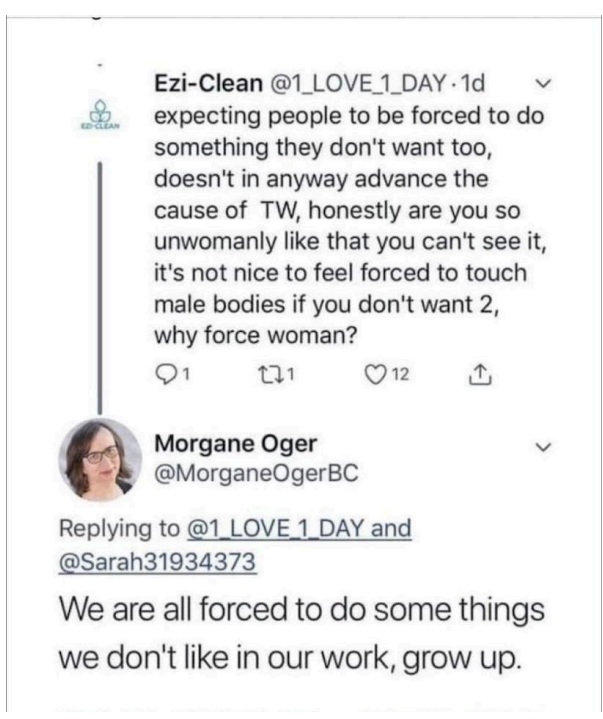 Ezi-Clean @1_LOVE_1_DAY · 1d
EZI-CLEAN
expecting people to be forced to do
something they don't want too,
doesn't in anyway advance the
cause of  TW, honestly are you so
unwomanly like that you can't see it,
it's not nice to feel forced to touch
male bodies if you don't want 2,
why force woman?
1 1 12
Morgane Oger
@MorganeOgerBC
Replying to @1_LOVE_1_DAY and
@Sarah31934373
We are all forced to do some things
we don't like in our work, grow up.